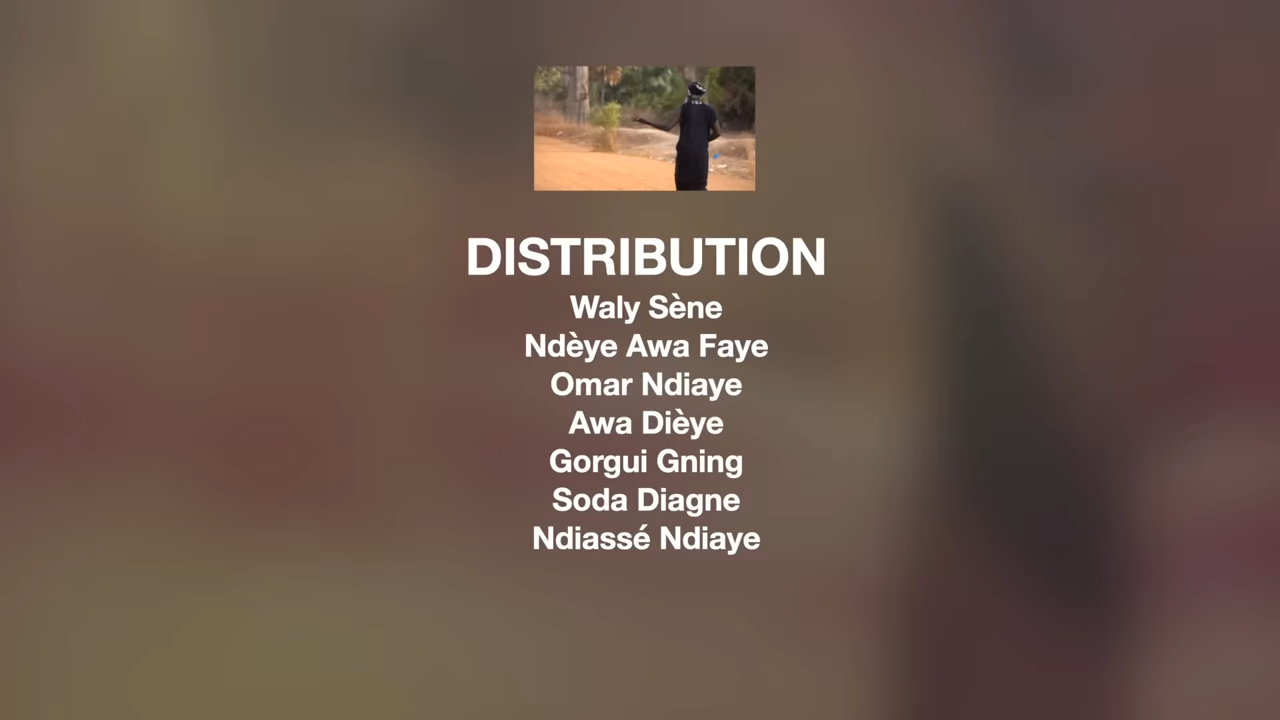 DISTRIBUTION
Waly Sène
Ndèye Awa Faye
Omar Ndiaye
Awa Dièye
Gorgui Gning
Soda Diagne
Ndiassé Ndiaye